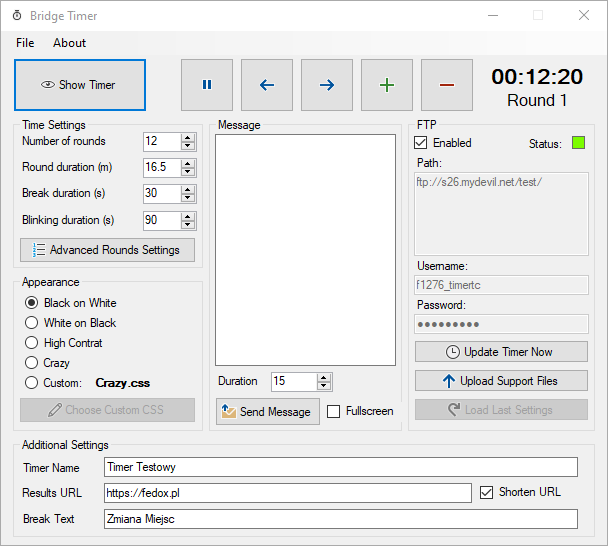 Bridge Timer
File About
Show Timer
00:12:20
Round 1
Time Settings
Number of rounds 12
Round duration (m) 16.5
Break duration (s) 30
Blinking duration (s) 90
Advanced Rounds Settings
Appearance
Black on White
White on Black
High Contrat
Crazy
Custom: Crazy.css
Choose Custom CSS
Message
Duration 15
Send Message Fullscreen
FTP
Enabled Status:
Path:
ftp://s26.mydevil.net/test/
Username:
f1276_timertc
Password:
●●●●●●●●●
Update Timer Now
Upload Support Files
Load Last Settings
Additional Settings
Timer Name Timer Testowy
Results URL https://fedox.pl Shorten URL
Break Text Zmiana Miejsc